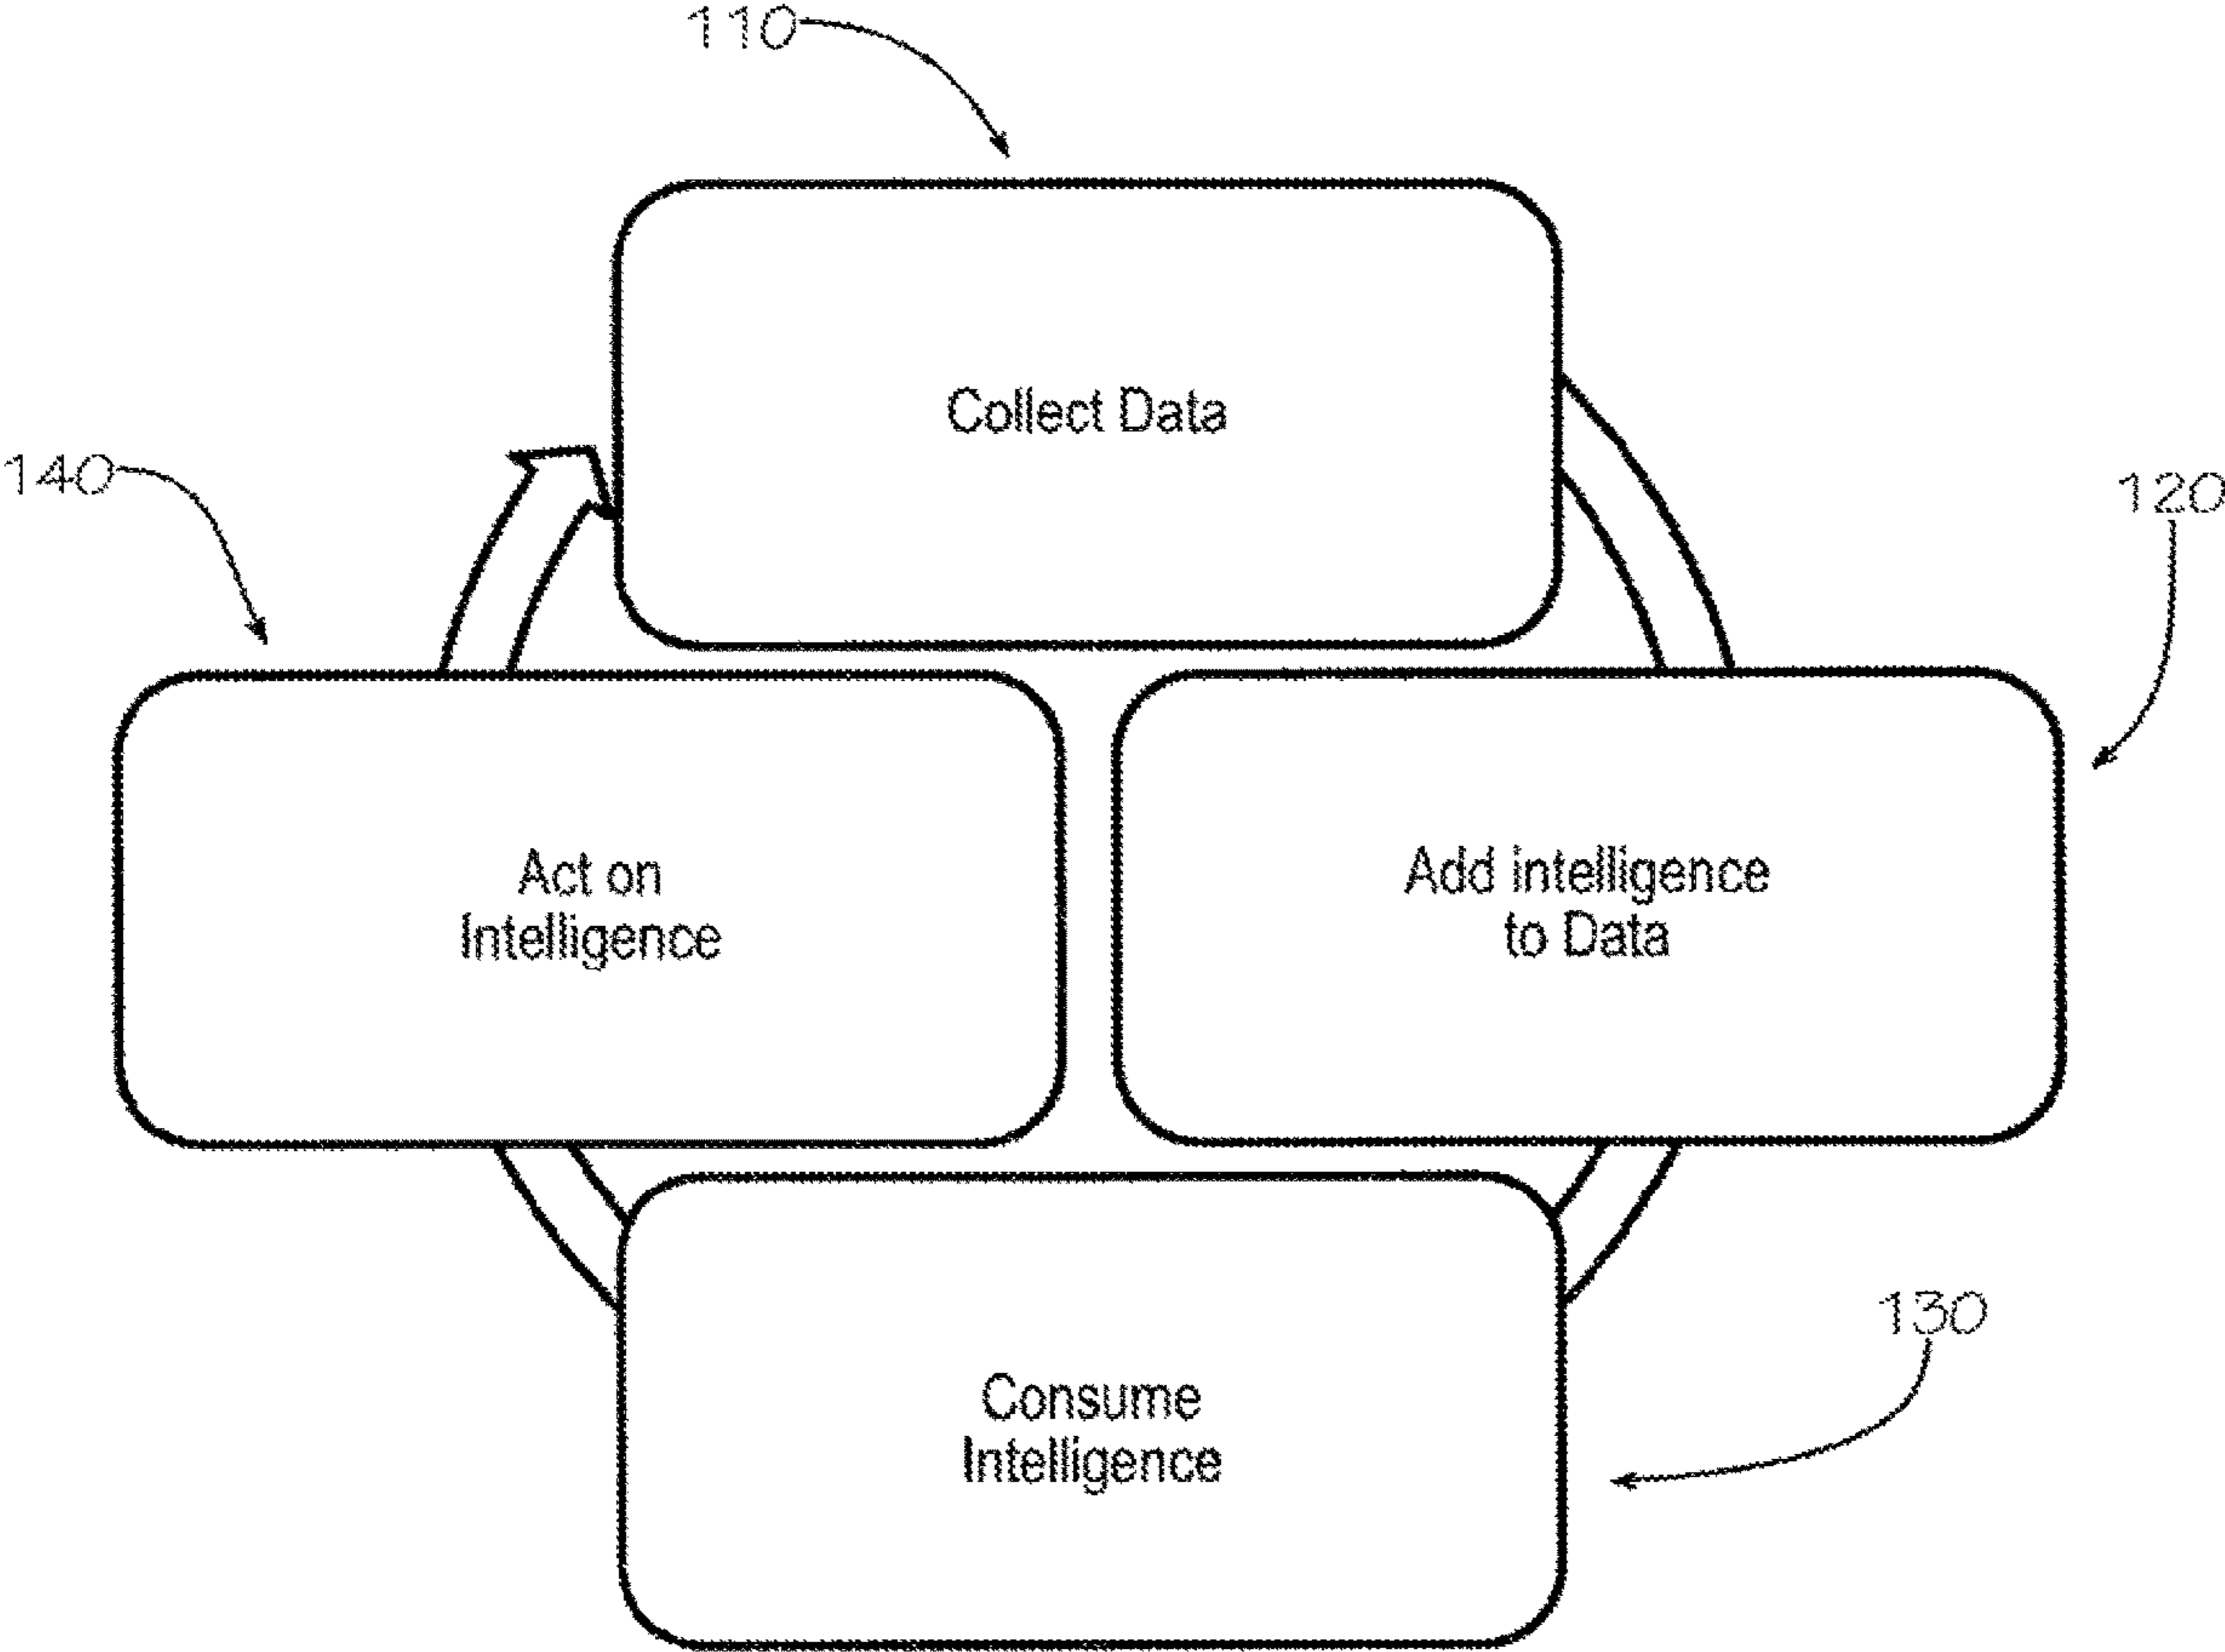 110
Collect Data
140
120
Act on
Intelligence
Add intelligence
to Data
130
Consume
Intelligence